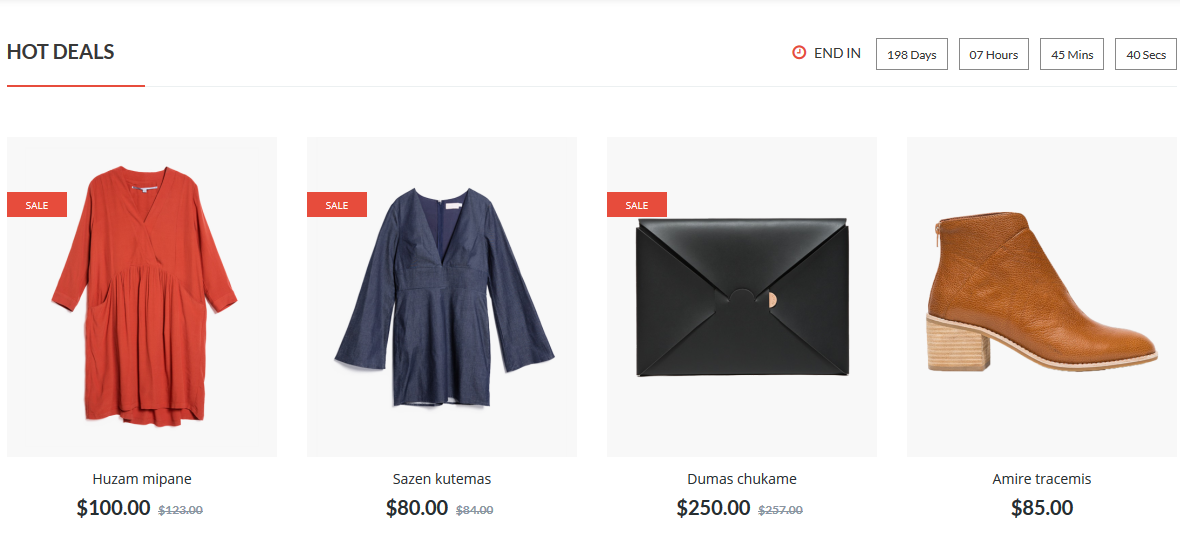 HOT DEALS
END IN 198 Days 07 Hours 45 Mins 40 Secs
SALE SALE SALE
Huzam mipane Sazen kutemas Dumas chukame Amire tracemis
$100.00 $123.00 $80.00 $84.00 $250.00 $257.00 $85.00